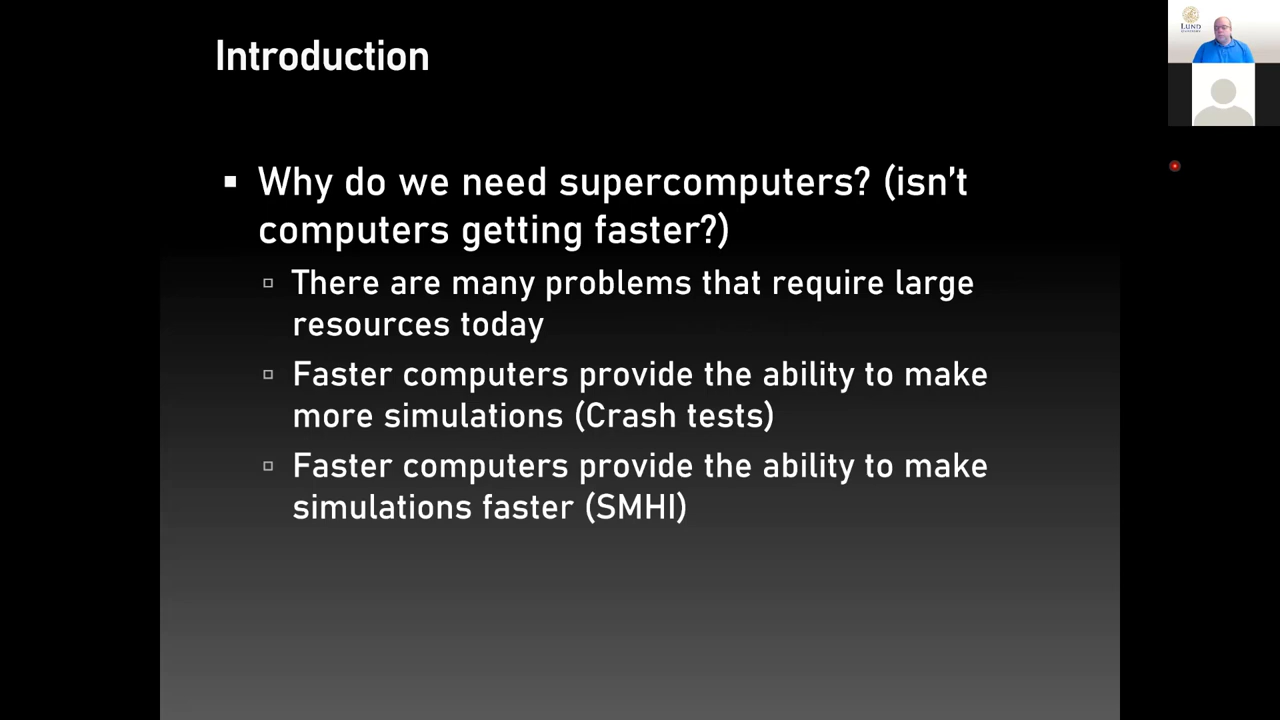 Introduction
LUND
Why do we need supercomputers? (isn't
computers getting faster?)
There are many problems that require large
resources today
Faster computers provide the ability to make
more simulations (Crash tests)
Faster computers provide the ability to make
simulations faster (SMHI)